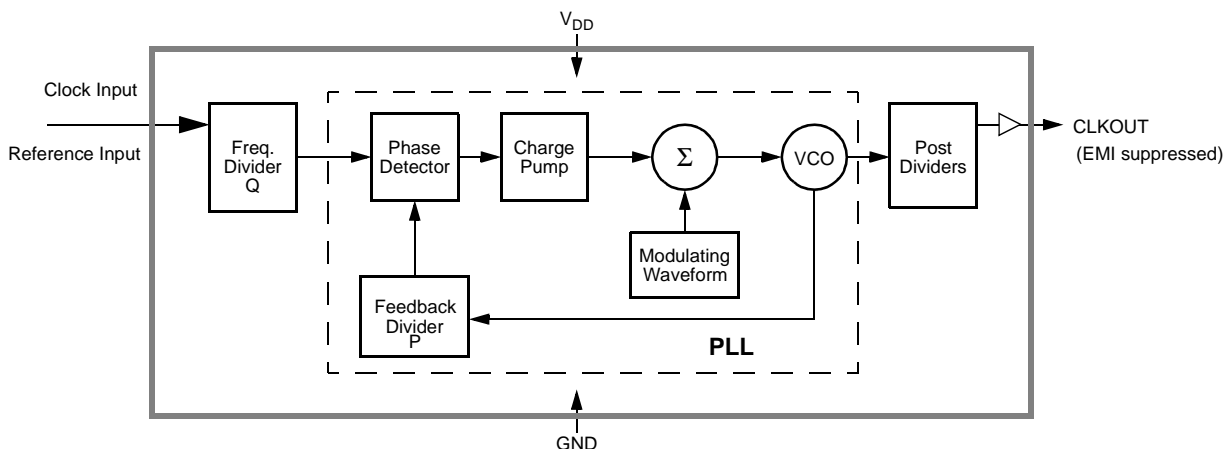 V_DD
Clock Input
Reference Input
Freq.
Divider
Q
Phase
Detector
Charge
Pump
Σ
VCO
Post
Dividers
CLKOUT
(EMI suppressed)
Modulating
Waveform
Feedback
Divider
P
PLL
GND